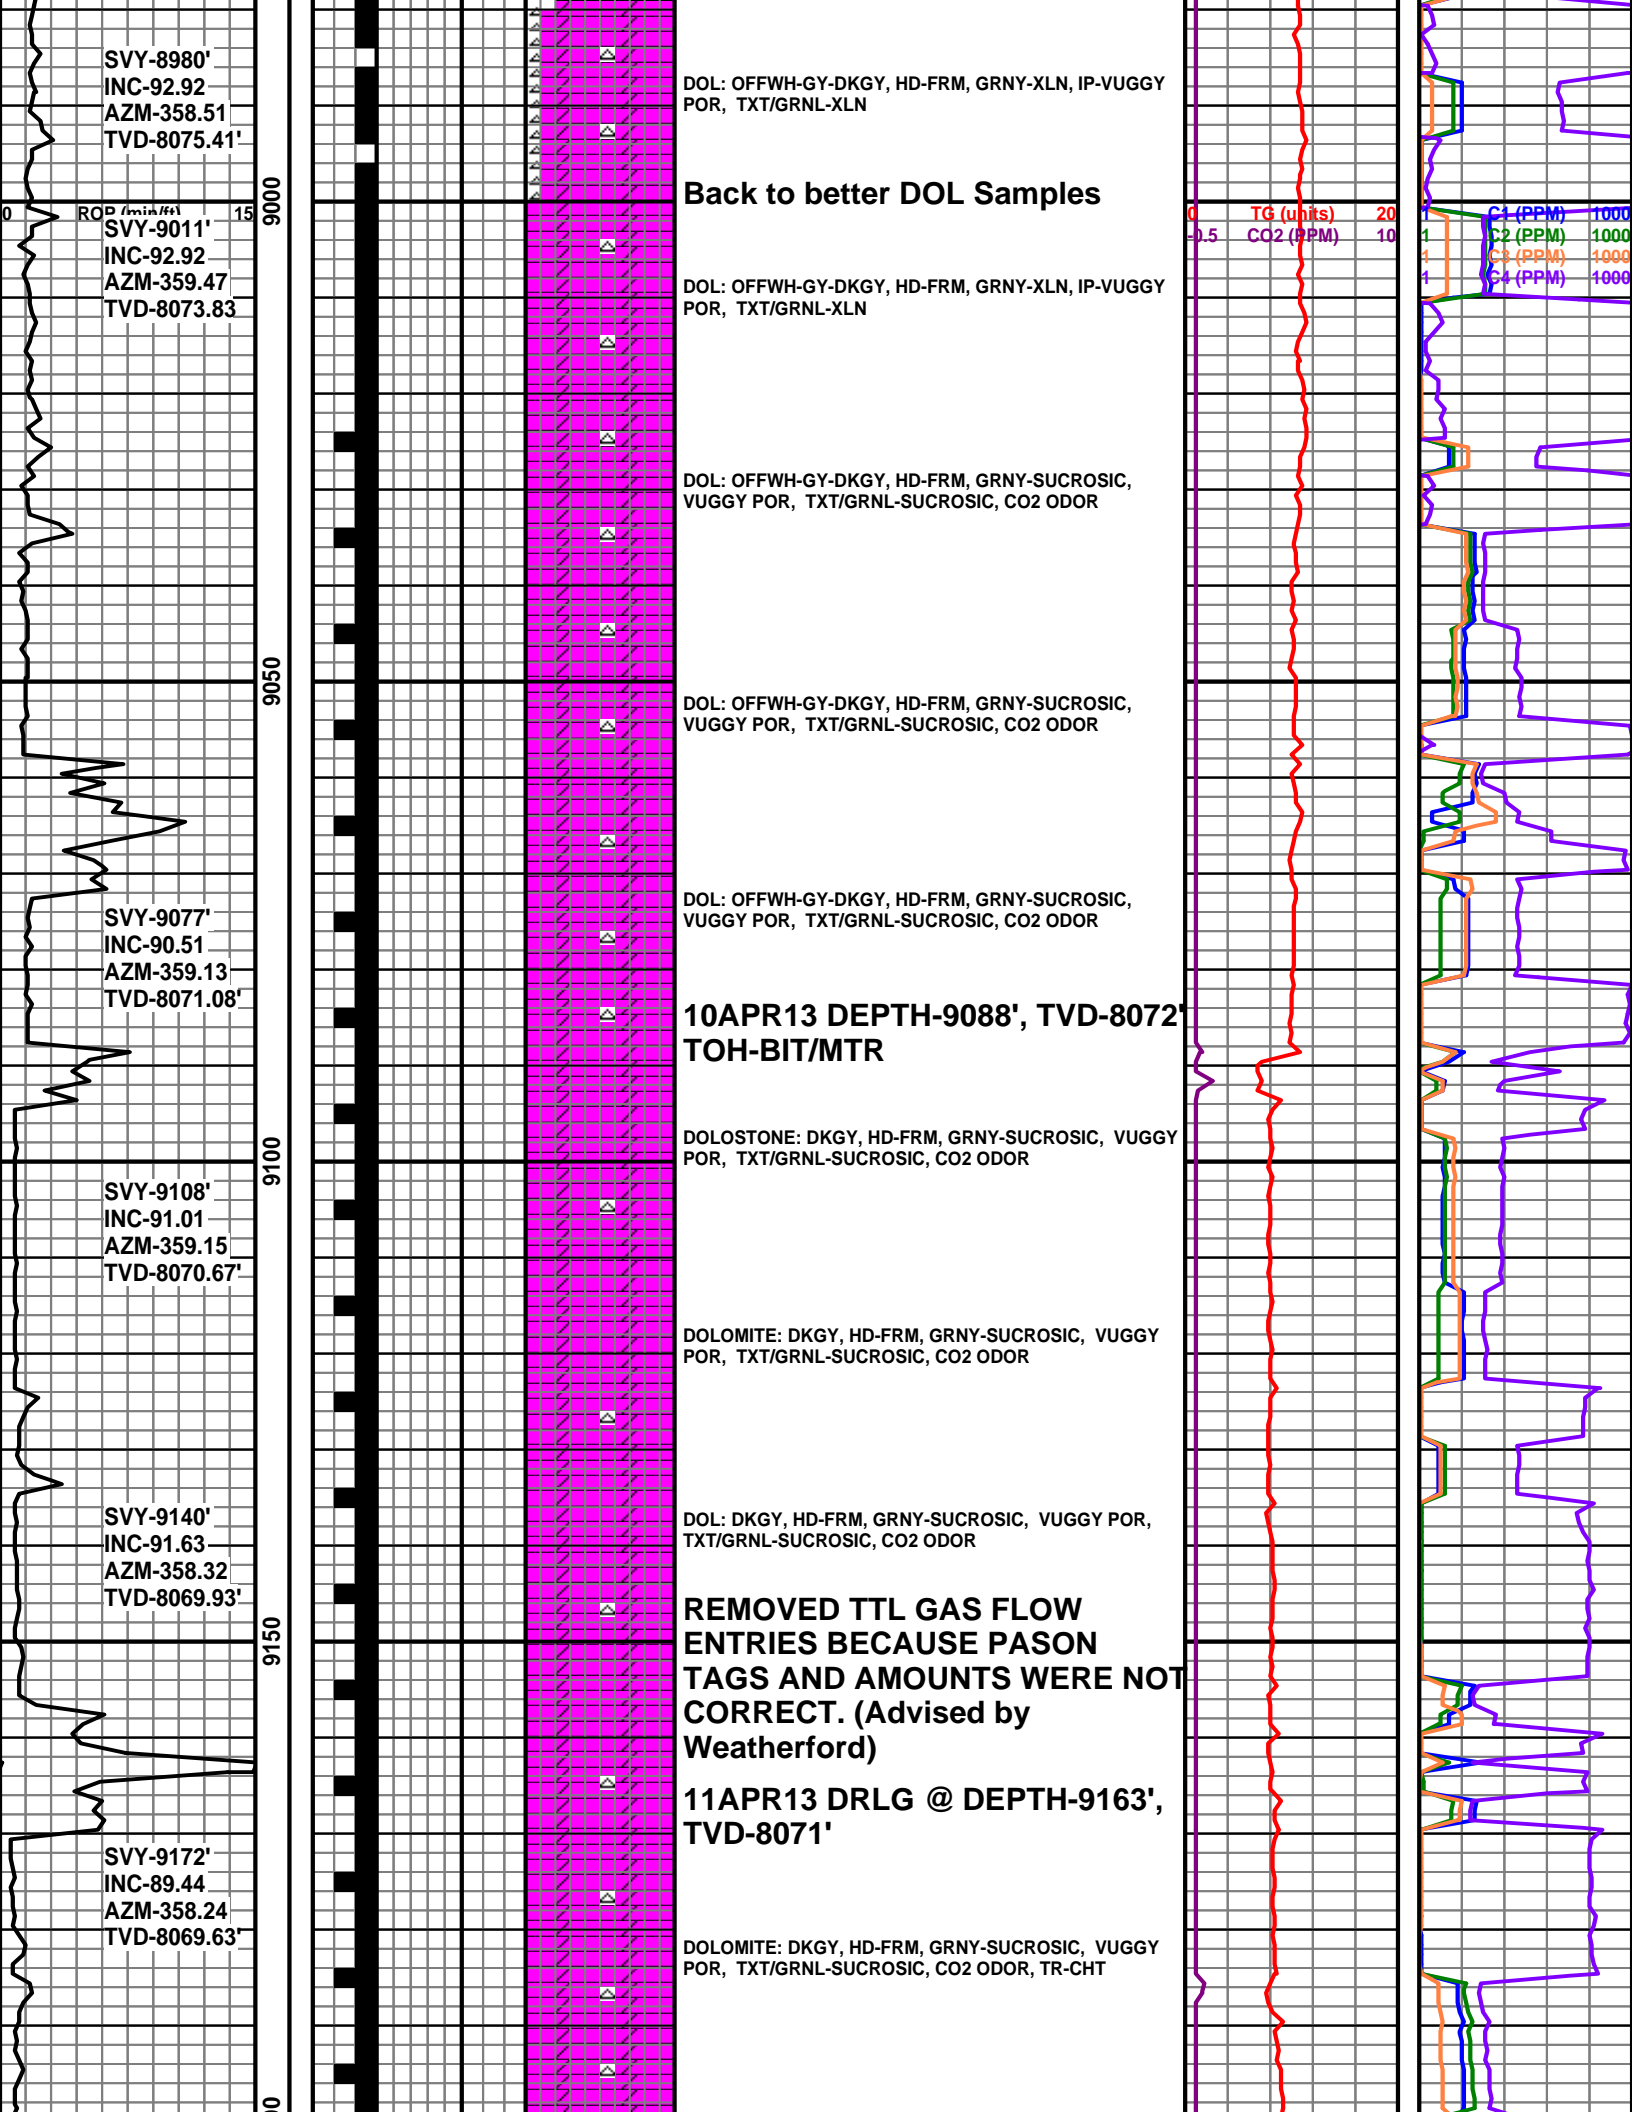 SVY-8980'
INC-92.92
AZM-358.51
TVD-8075.41'
DOL: OFFWH-GY-DKGY, HD-FRM, GRNY-XLN, IP-VUGGY
POR, TXT/GRNL-XLN
Back to better DOL Samples
9000
0 ROP (min/ft) 15
SVY-9011'
INC-92.92
AZM-359.47
TVD-8073.83
0 TG (units) 20
-0.5 CO2 (PPM) 10
1 C1 (PPM) 1000
1 C2 (PPM) 1000
1 C3 (PPM) 1000
1 C4 (PPM) 1000
DOL: OFFWH-GY-DKGY, HD-FRM, GRNY-XLN, IP-VUGGY
POR, TXT/GRNL-XLN
DOL: OFFWH-GY-DKGY, HD-FRM, GRNY-SUCROSIC,
VUGGY POR, TXT/GRNL-SUCROSIC, CO2 ODOR
9050
DOL: OFFWH-GY-DKGY, HD-FRM, GRNY-SUCROSIC,
VUGGY POR, TXT/GRNL-SUCROSIC, CO2 ODOR
DOL: OFFWH-GY-DKGY, HD-FRM, GRNY-SUCROSIC,
VUGGY POR, TXT/GRNL-SUCROSIC, CO2 ODOR
SVY-9077'
INC-90.51
AZM-359.13
TVD-8071.08'
10APR13 DEPTH-9088', TVD-8072'
TOH-BIT/MTR
DOLOSTONE: DKGY, HD-FRM, GRNY-SUCROSIC, VUGGY
POR, TXT/GRNL-SUCROSIC, CO2 ODOR
9100
SVY-9108'
INC-91.01
AZM-359.15
TVD-8070.67'
DOLOMITE: DKGY, HD-FRM, GRNY-SUCROSIC, VUGGY
POR, TXT/GRNL-SUCROSIC, CO2 ODOR
SVY-9140'
INC-91.63
AZM-358.32
TVD-8069.93'
DOL: DKGY, HD-FRM, GRNY-SUCROSIC, VUGGY POR,
TXT/GRNL-SUCROSIC, CO2 ODOR
9150
REMOVED TTL GAS FLOW
ENTRIES BECAUSE PASON
TAGS AND AMOUNTS WERE NOT
CORRECT. (Advised by
Weatherford)
11APR13 DRLG @ DEPTH-9163',
TVD-8071'
SVY-9172'
INC-89.44
AZM-358.24
TVD-8069.63'
DOLOMITE: DKGY, HD-FRM, GRNY-SUCROSIC, VUGGY
POR, TXT/GRNL-SUCROSIC, CO2 ODOR, TR-CHT